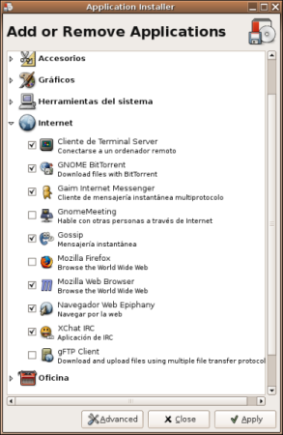 Application Installer
Add or Remove Applications
Accesorios
Gráficos
Herramientas del sistema
Internet
Cliente de Terminal Server
Conectarse a un ordenador remoto
GNOME BitTorrent
Download files with BitTorrent
Gaim Internet Messenger
Cliente de mensajería instantánea multiprotocolo
GnomeMeeting
Hable con otras personas a través de Internet
Gossip
Mensajería instantánea
Mozilla Firefox
Browse the World Wide Web
Mozilla Web Browser
Browse the World Wide Web
Navegador Web Epiphany
Navegar por la web
XChat IRC
Aplicación de IRC
gFTP Client
Download and upload files using multiple file transfer protocol
Oficina
Advanced
Close
Apply